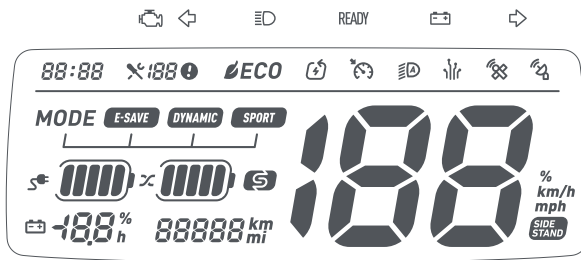 READY
88:88 188 ECO A
MODE E-SAVE DYNAMIC SPORT
188
%
km/h
mph
-18.8 % h 88888 km mi
SIDE STAND